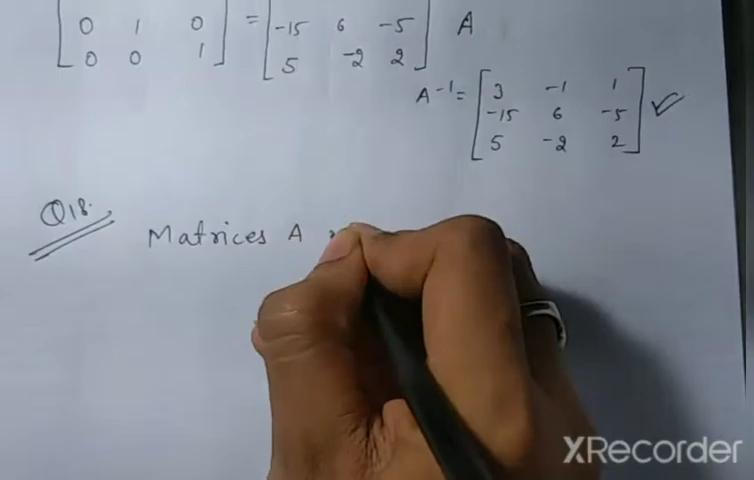 0 1 0 = -15 6 -5 A
0 0 1 5 -2 2
A-1 = 3 -1 1
-15 6 -5
5 -2 2
Q18. Matrices A
XRecorder